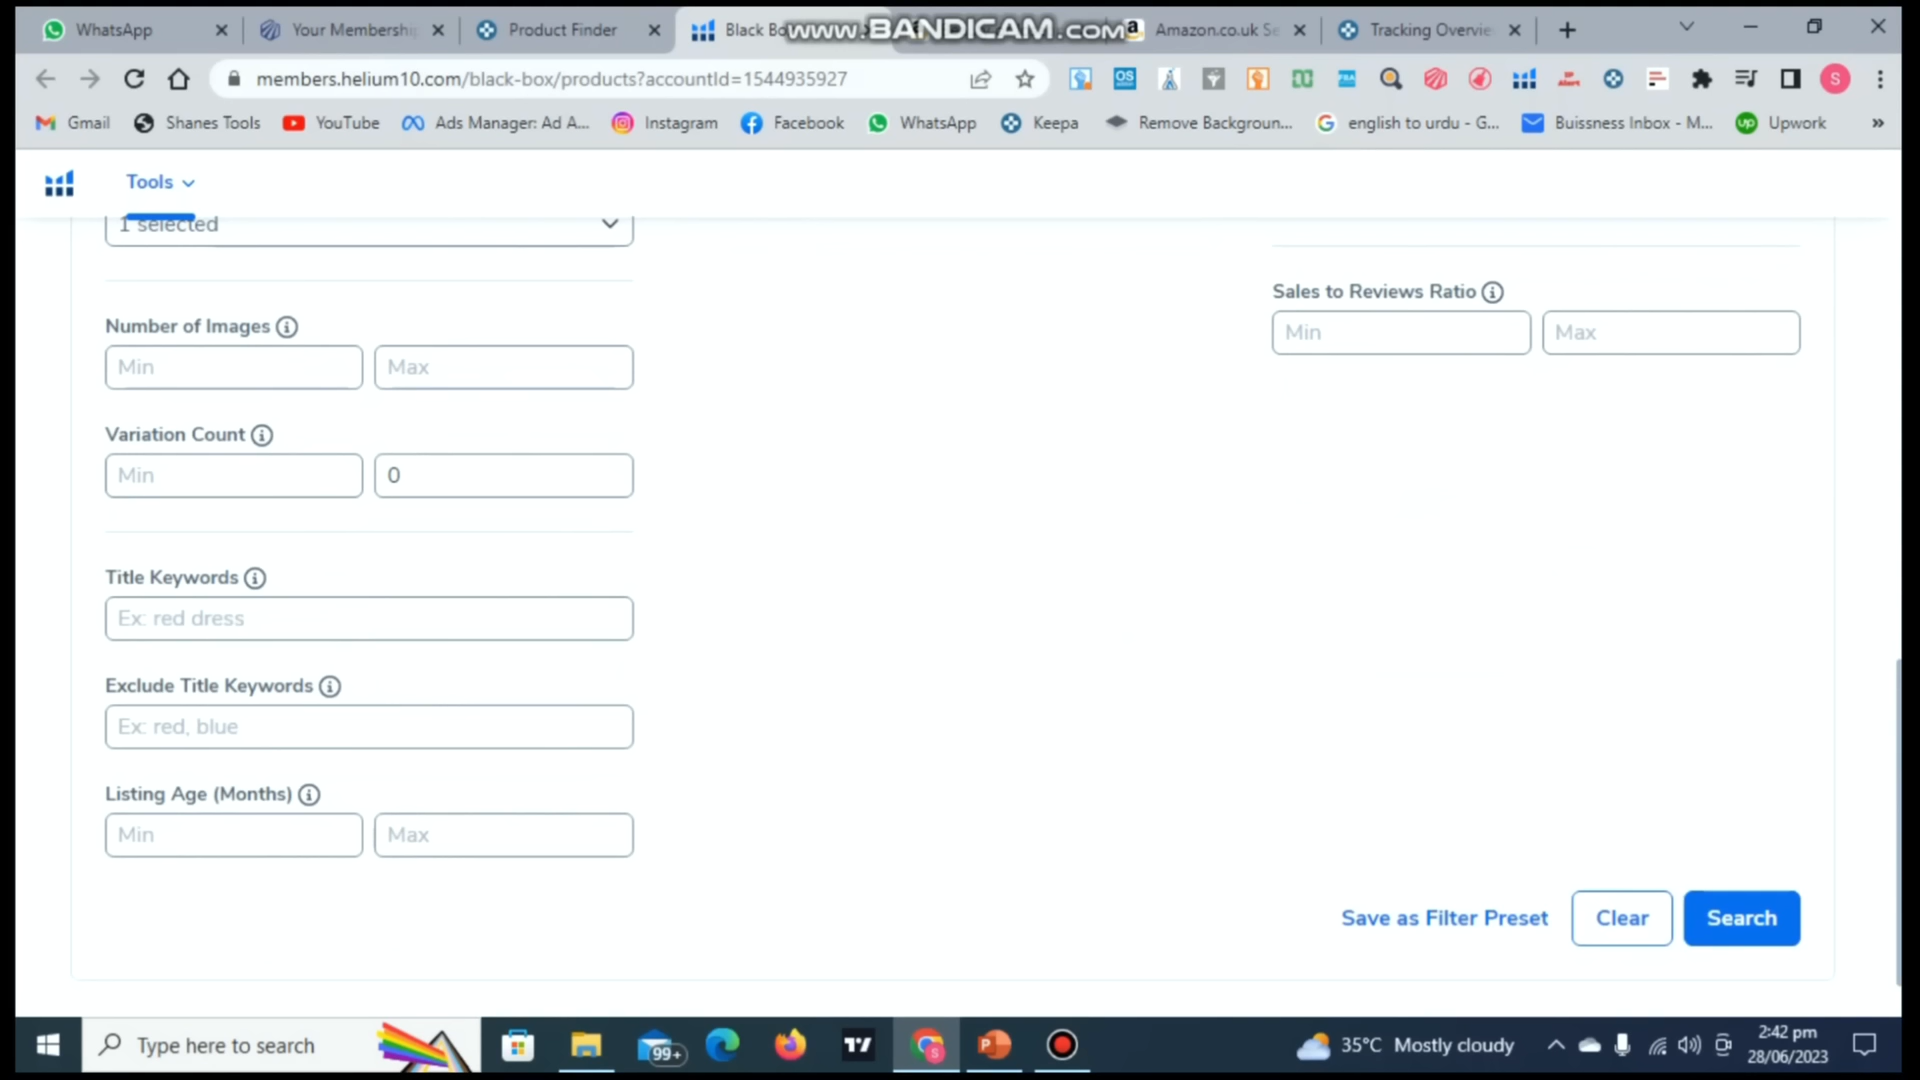 WhatsApp
Your Membership
Product Finder
Black Bo
www.BANDICAM.com
Amazon.co.uk Se
Tracking Overvie
members.helium10.com/black-box/products?accountId=1544935927
OS
S
Gmail
Shanes Tools
YouTube
Ads Manager: Ad A...
Instagram
Facebook
WhatsApp
Keepa
Remove Backgroun...
english to urdu - G...
Buissness Inbox - M...
up
Upwork
»
Tools
1 selected
Sales to Reviews Ratio
Min
Max
Number of Images
Min
Max
Variation Count
Min
0
Title Keywords
Ex: red dress
Exclude Title Keywords
Ex: red, blue
Listing Age (Months)
Min
Max
Save as Filter Preset
Clear
Search
Type here to search
99+
35°C Mostly cloudy
2:42 pm
28/06/2023